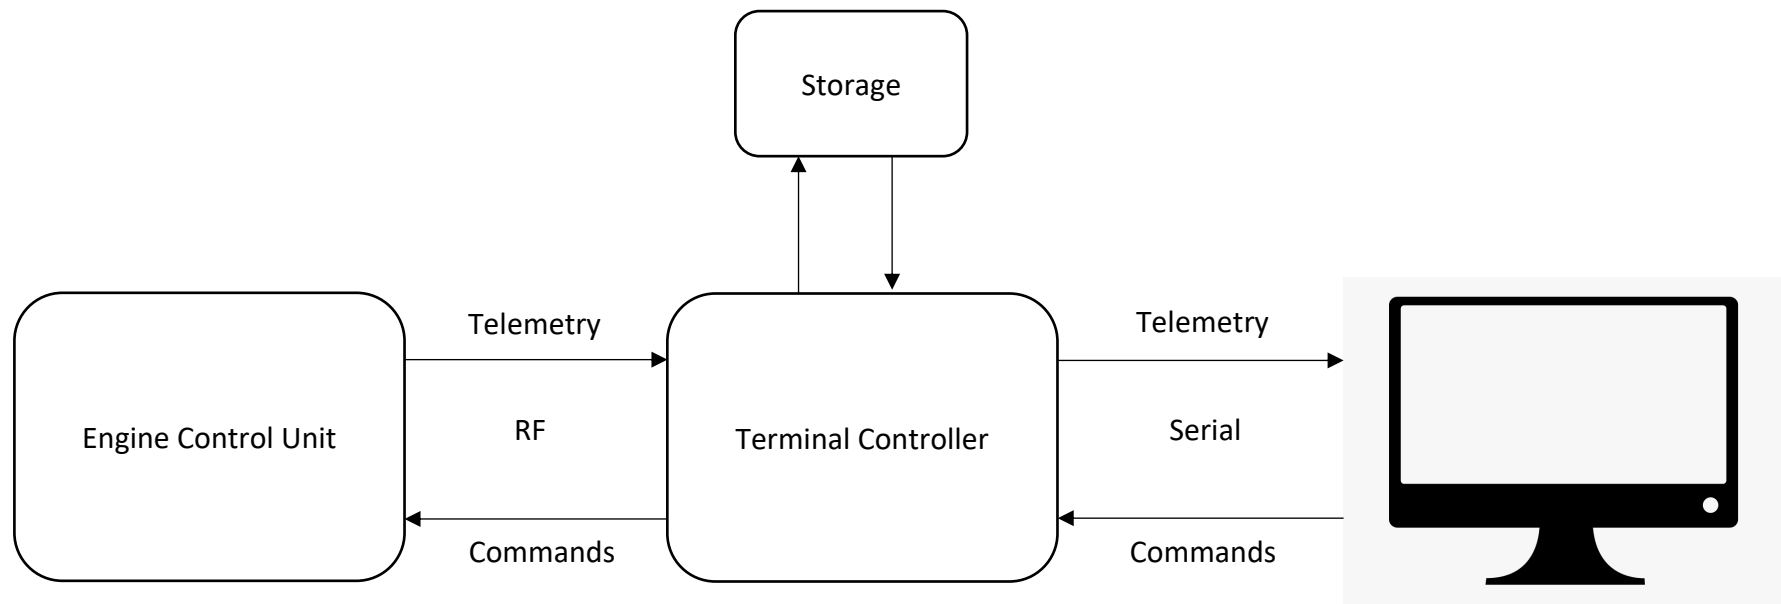 Storage
Telemetry
Telemetry
Engine Control Unit
RF
Terminal Controller
Serial
Commands
Commands